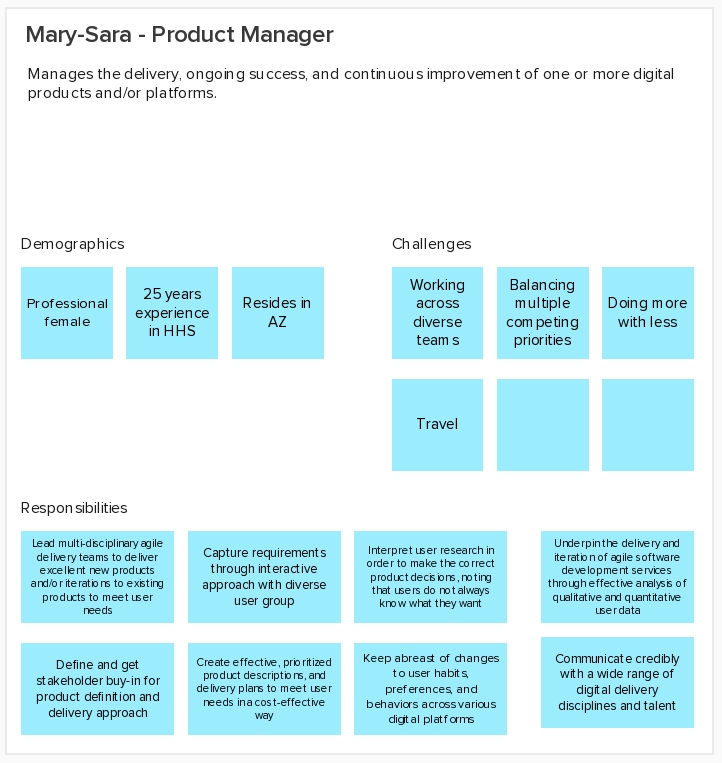 Mary-Sara - Product Manager
Manages the delivery, ongoing success, and continuous improvement of one or more digital
products and/or platforms.
Demographics
Professional
female
25 years
experience
in HHS
Resides in
AZ
Challenges
Working
across
diverse
teams
Balancing
multiple
competing
priorities
Doing more
with less
Travel
Responsibilities
Lead multi-disciplinary agile
delivery teams to deliver
excellent new products
and/or iterations to existing
products to meet user
needs
Capture requirements
through interactive
approach with diverse
user group
Interpret user research in
order to make the correct
product decisions, noting
that users do not always
know what they want
Underpin the delivery and
iteration of agile software
development services
through effective analysis of
qualitative and quantitative
user data
Define and get
stakeholder buy-in for
product definition and
delivery approach
Create effective, prioritized
product descriptions, and
delivery plans to meet user
needs in a cost-effective
way
Keep abreast of changes
to user habits,
preferences, and
behaviors across various
digital platforms
Communicate credibly
with a wide range of
digital delivery
disciplines and talent